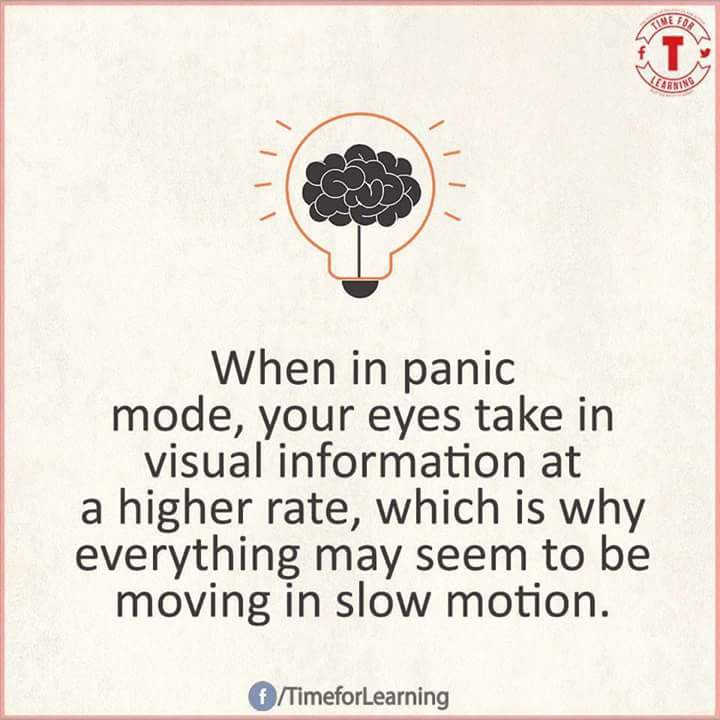 TIME FOR
f T
LEARNING
When in panic
mode, your eyes take in
visual information at
a higher rate, which is why
everything may seem to be
moving in slow motion.
f /TimeforLearning